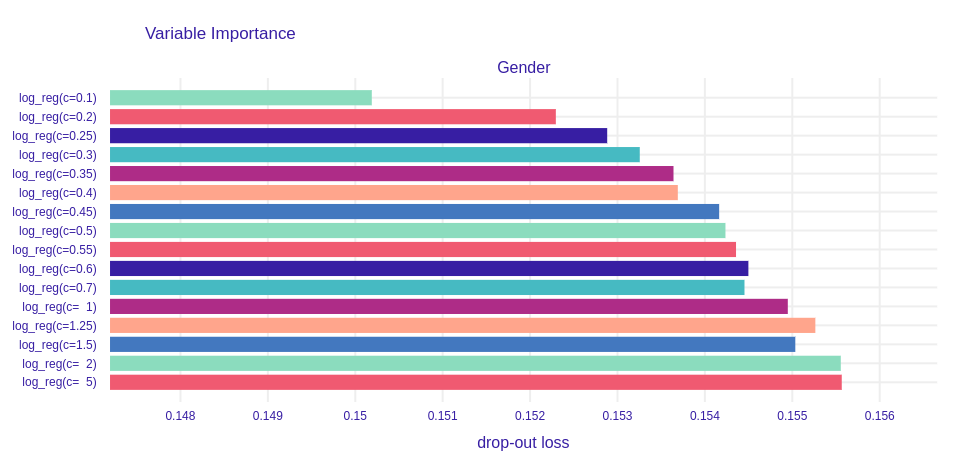 Variable Importance
Gender
log_reg(c=0.1)
log_reg(c=0.2)
log_reg(c=0.25)
log_reg(c=0.3)
log_reg(c=0.35)
log_reg(c=0.4)
log_reg(c=0.45)
log_reg(c=0.5)
log_reg(c=0.55)
log_reg(c=0.6)
log_reg(c=0.7)
log_reg(c=  1)
log_reg(c=1.25)
log_reg(c=1.5)
log_reg(c=  2)
log_reg(c=  5)
0.148 0.149 0.15 0.151 0.152 0.153 0.154 0.155 0.156
drop-out loss